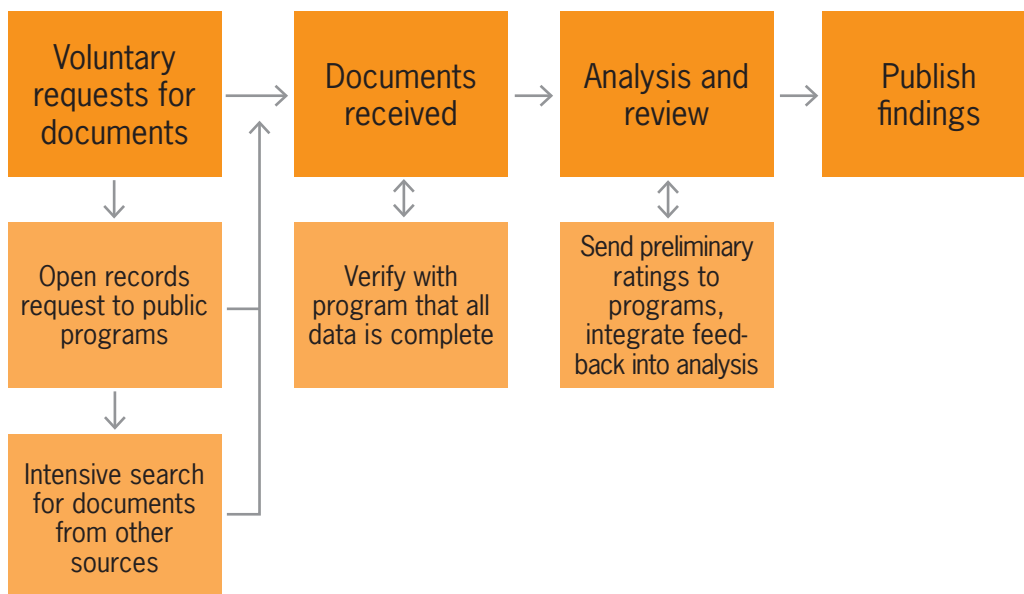 Voluntary
requests for
documents
Documents
received
Analysis and
review
Publish
findings
Open records
request to public
programs
Verify with
program that all
data is complete
Send preliminary
ratings to
programs,
integrate feed-
back into analysis
Intensive search
for documents
from other
sources